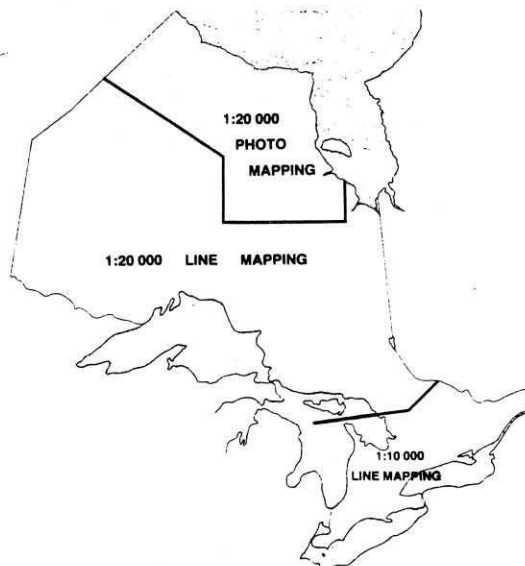 1:20 000
PHOTO
MAPPING
1:20 000 LINE MAPPING
1:10 000
LINE MAPPING